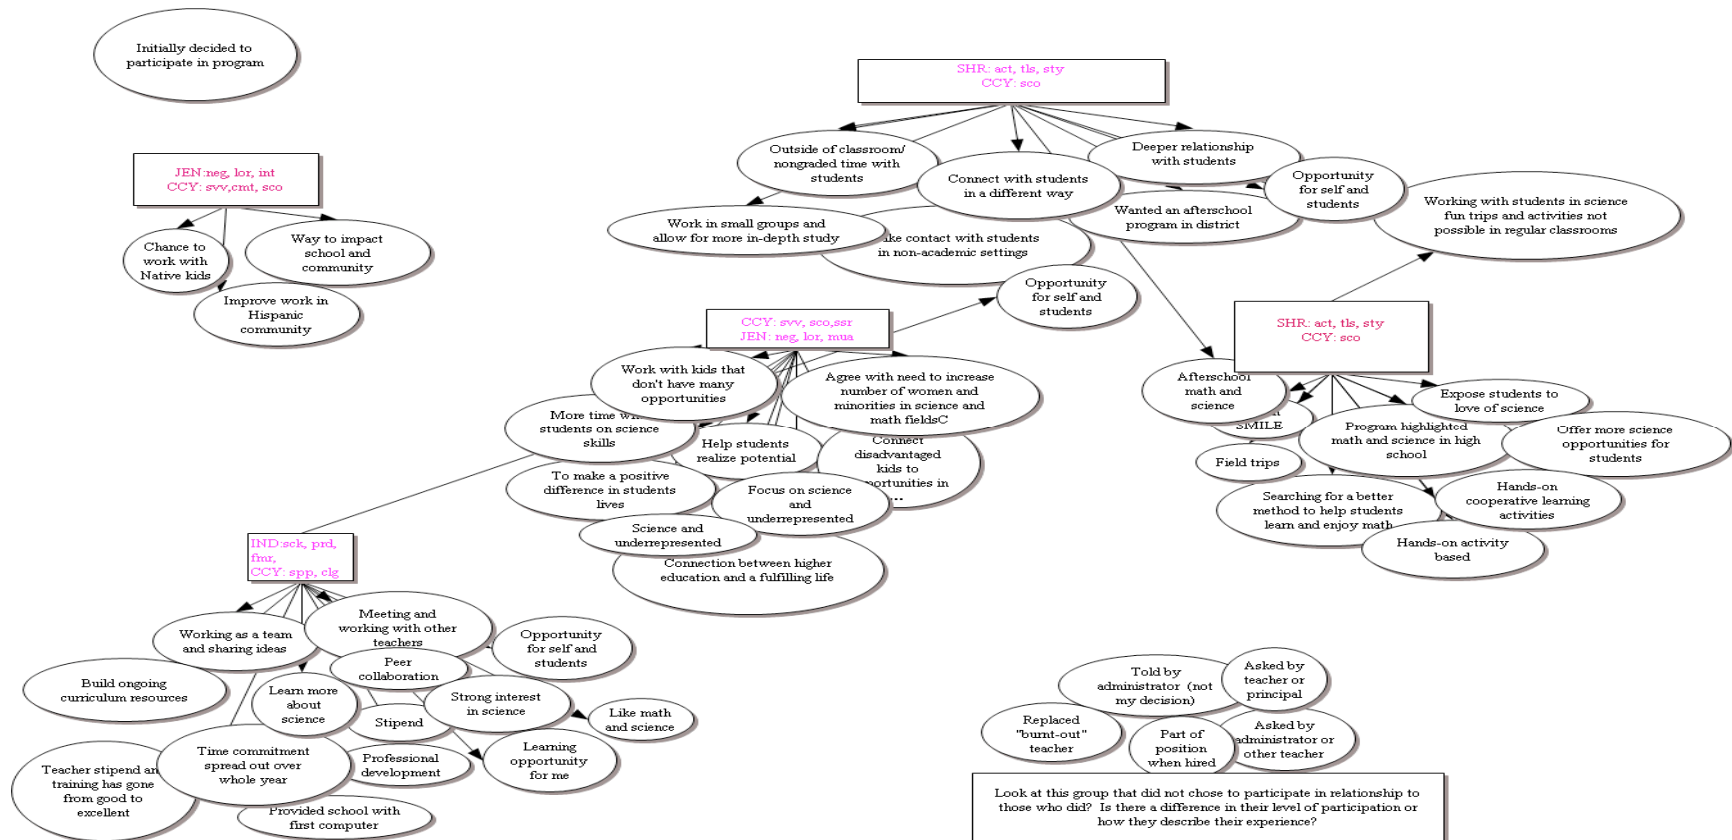 Initially decided to
participate in program
SHR: act, tls, sty
CCY: sco
JEN:neg, lor, int
CCY: svv,cmt, sco
Chance to
work with
Native kids
Way to impact
school and
community
Improve work in
Hispanic
community
Outside of classroom/
nongraded time with
students
Connect with students
in a different way
Deeper relationship
with students
Opportunity
for self and
students
Work in small groups and
allow for more in-depth study
contact with students
in non-academic settings
Wanted an afterschool
program in district
Working with students in science
fun trips and activities not
possible in regular classrooms
Opportunity
for self and
students
CCY: svv, sco,ssr
JEN: neg, lor, mua
SHR: act, tls, sty
CCY: sco
Work with kids that
don't have many
opportunities
Agree with need to increase
number of women and
minorities in science and
math fieldsC
More time
students on science
skills
Help students
realize potential
Connect
disadvantaged
kids to
in
...
To make a positive
difference in students
lives
Focus on science
and
underrepresented
Science and
underrepresented
Connection between higher
education and a fulfilling life
Afterschool
math and
science
SMILE
Field trips
Program highlighted
math and science in high
school
Expose students to
love of science
Offer more science
opportunities for
students
Searching for a better
method to help students
learn and enjoy math
Hands-on
cooperative learning
activities
Hands-on activity
based
IND:sck, prd,
fmr,
CCY: spp, clg
Working as a team
and sharing ideas
Meeting and
working with other
teachers
Opportunity
for self and
students
Peer
collaboration
Build ongoing
curriculum resources
Learn more
about
science
Strong interest
in science
Stipend
Like math
and science
Time commitment
spread out over
whole year
Professional
development
Learning
opportunity
for me
Teacher stipend
training has gone
from good to
excellent
Provided school with
first computer
Told by
administrator (not
my decision)
Asked by
teacher or
principal
Replaced
"burnt-out"
teacher
Part of
position
when hired
Asked by
administrator or
other teacher
Look at this group that did not chose to participate in relationship to
those who did? Is there a difference in their level of participation or
how they describe their experience?